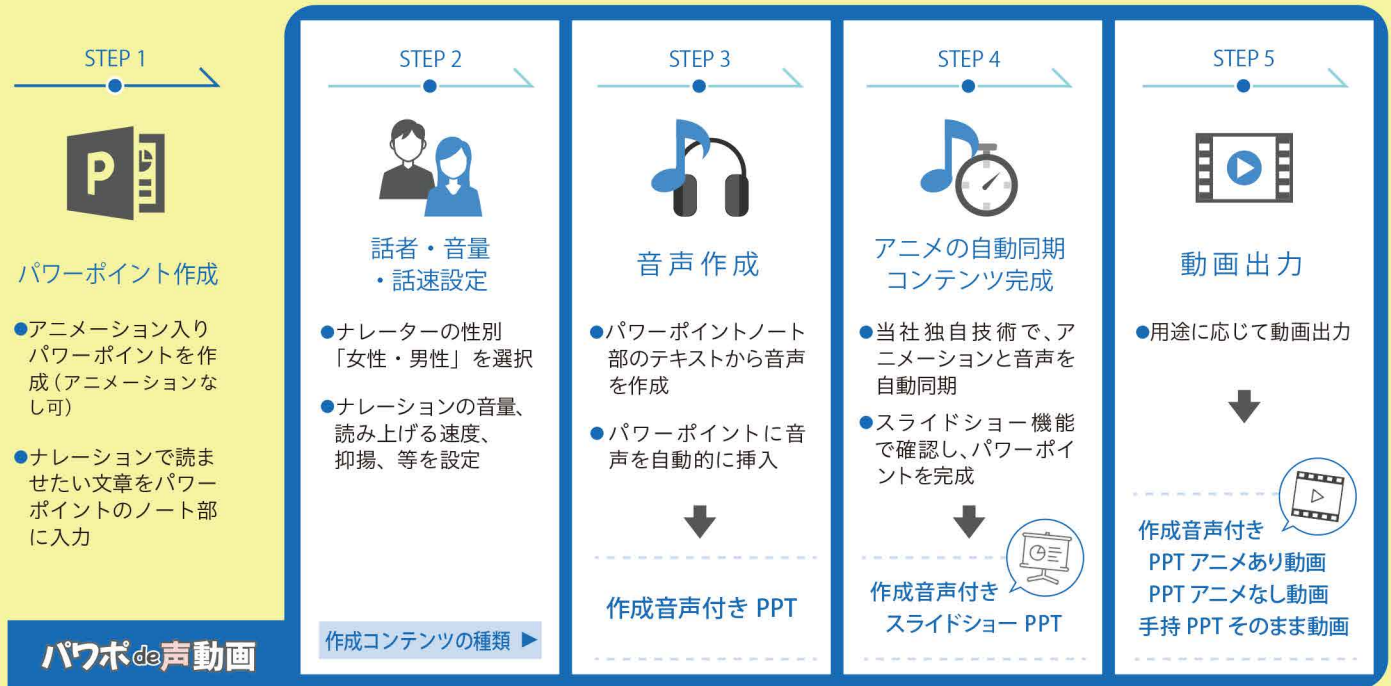 STEP 1
パワーポイント作成
●アニメーション入り
パワーポイントを作
成(アニメーションな
し可)
●ナレーションで読ま
せたい文章をパワー
ポイントのノート部
に入力
パワポde声動画
STEP 2
話者・音量
・話速設定
●ナレーターの性別
「女性・男性」を選択
●ナレーションの音量、
読み上げる速度、
抑揚、等を設定
作成コンテンツの種類 ▶
STEP 3
音声作成
●パワーポイントノート
部のテキストから音声
を作成
●パワーポイントに音
声を自動的に挿入
作成音声付き PPT
STEP 4
アニメの自動同期
コンテンツ完成
●当社独自技術で、ア
ニメーションと音声を
自動同期
●スライドショー機能
で確認し、パワーポイ
ントを完成
作成音声付き
スライドショー PPT
STEP 5
動画出力
●用途に応じて動画出力
作成音声付き
PPT アニメあり動画
PPT アニメなし動画
手持 PPT そのまま動画
P